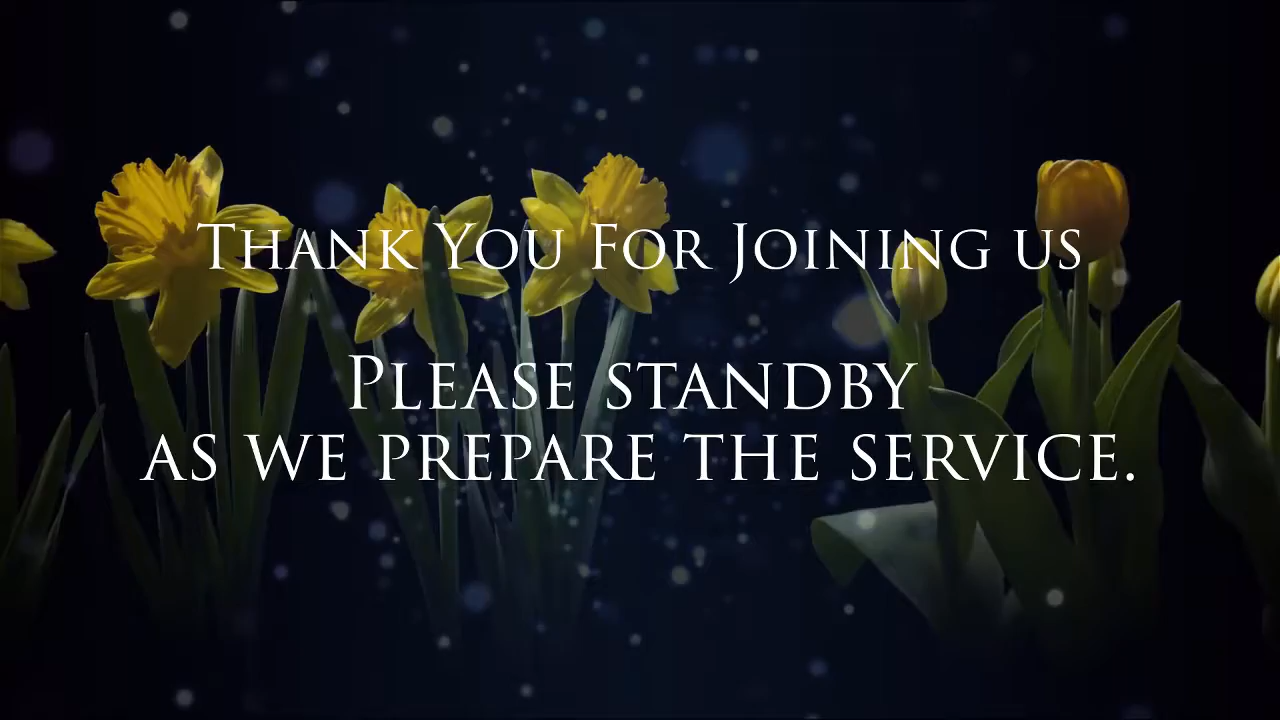 Thank You For Joining us
Please standby
as we prepare the service.